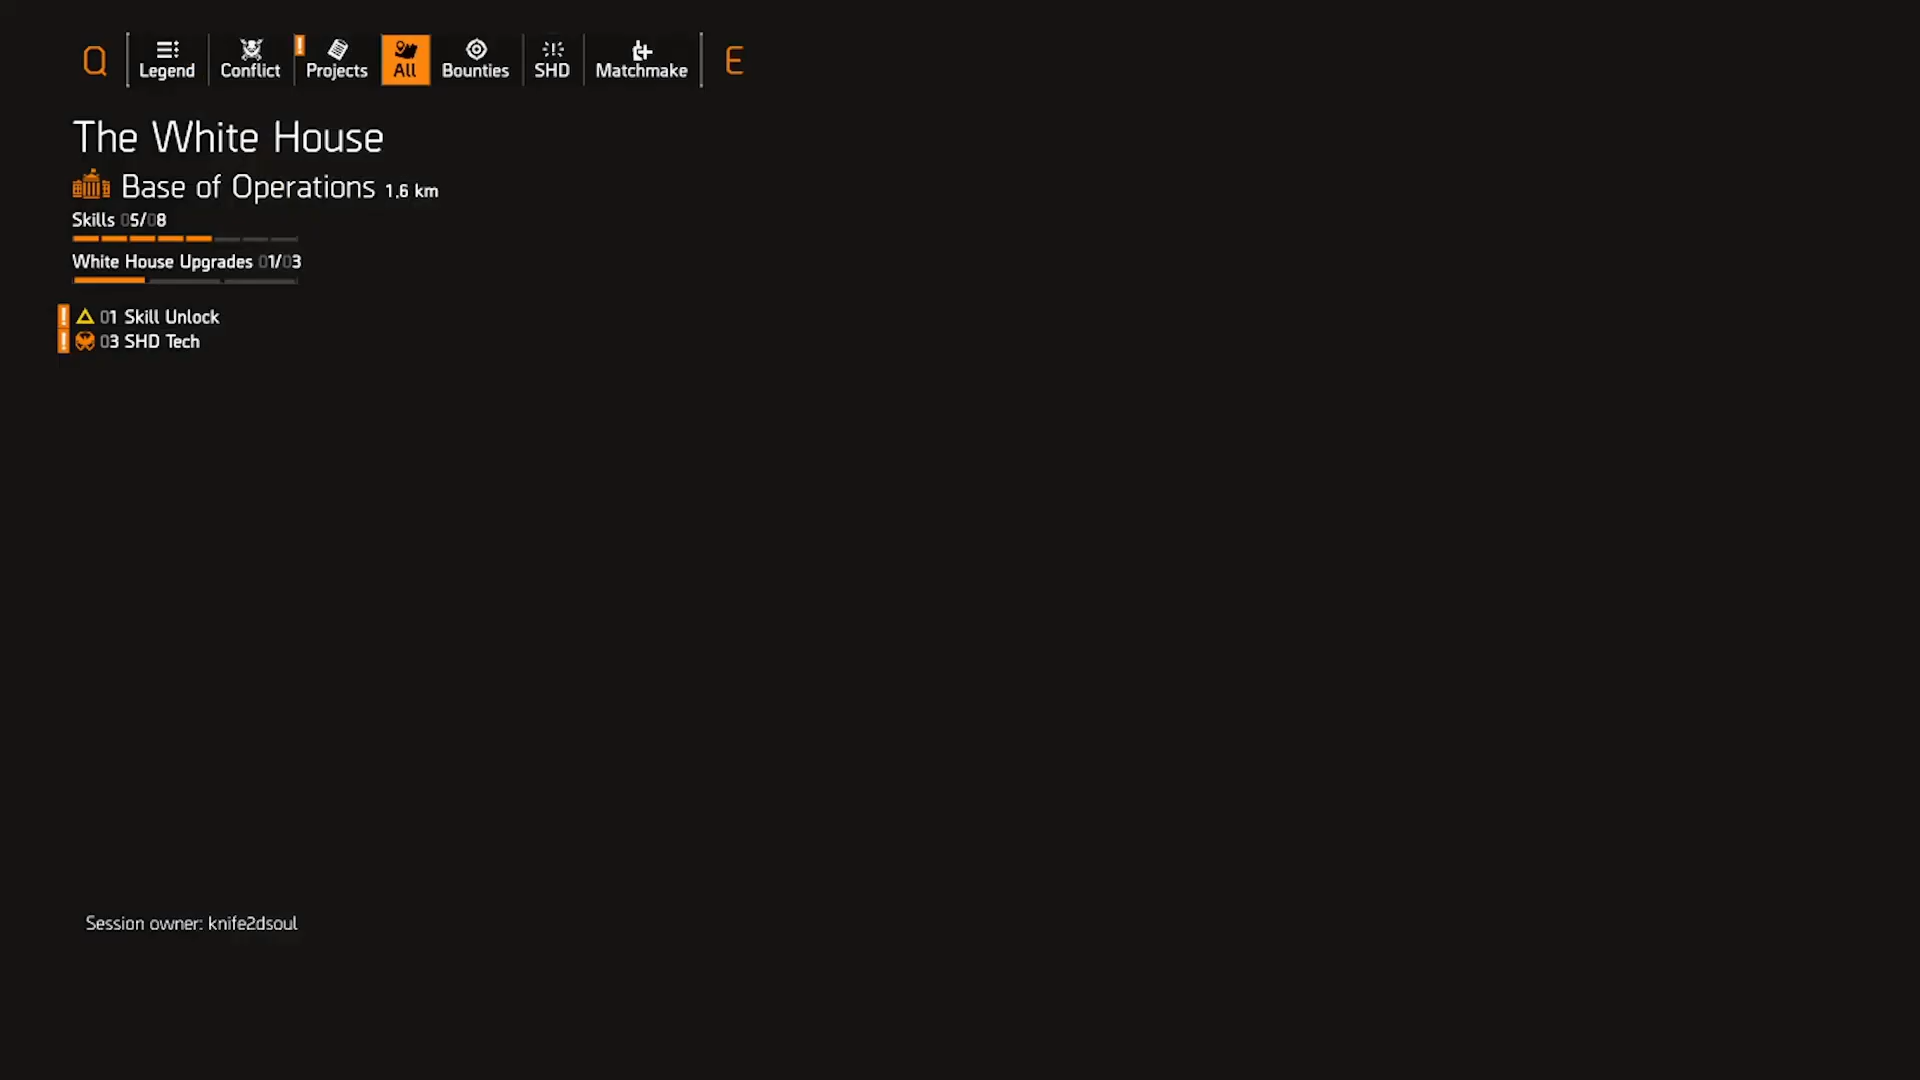 Q Legend Conflict Projects All Bounties SHD Matchmake E
The White House
Base of Operations 1.6 km
Skills 05/08
White House Upgrades 01/03
! 01 Skill Unlock
! 03 SHD Tech
Session owner: knife2dsoul